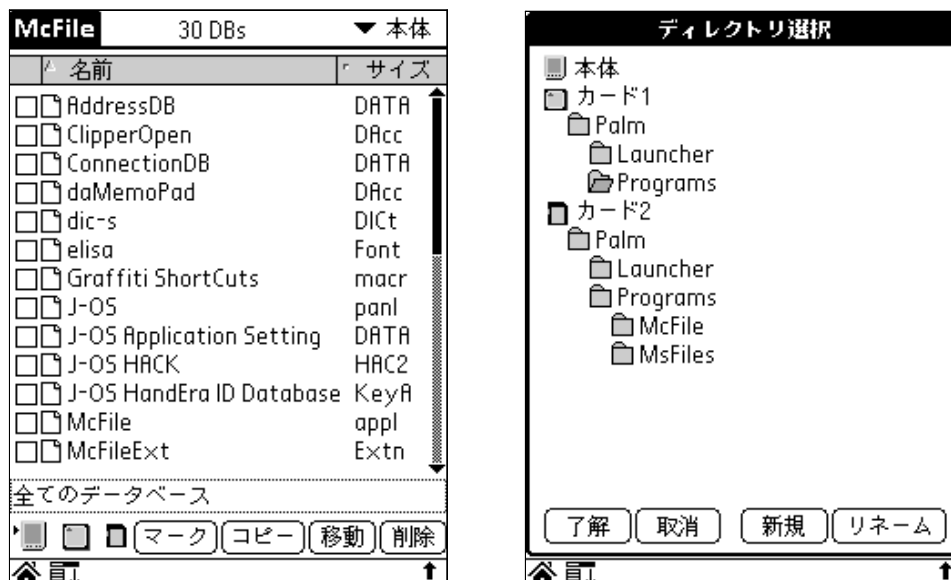 McFile 30 DBs ▼ 本体
名前 サイズ
AddressDB DATA
ClipperOpen DAcc
ConnectionDB DATA
daMemoPad DAcc
dic-s DICt
elisa Font
Graffiti ShortCuts macr
J-OS panl
J-OS Application Setting DATA
J-OS HACK HAC2
J-OS HandEra ID Database KeyA
McFile appl
McFileExt Extn
全てのデータベース
マーク コピー 移動 削除
ディレクトリ選択
本体
カード1
Palm
Launcher
Programs
カード2
Palm
Launcher
Programs
McFile
MsFiles
了解 取消 新規 リネーム